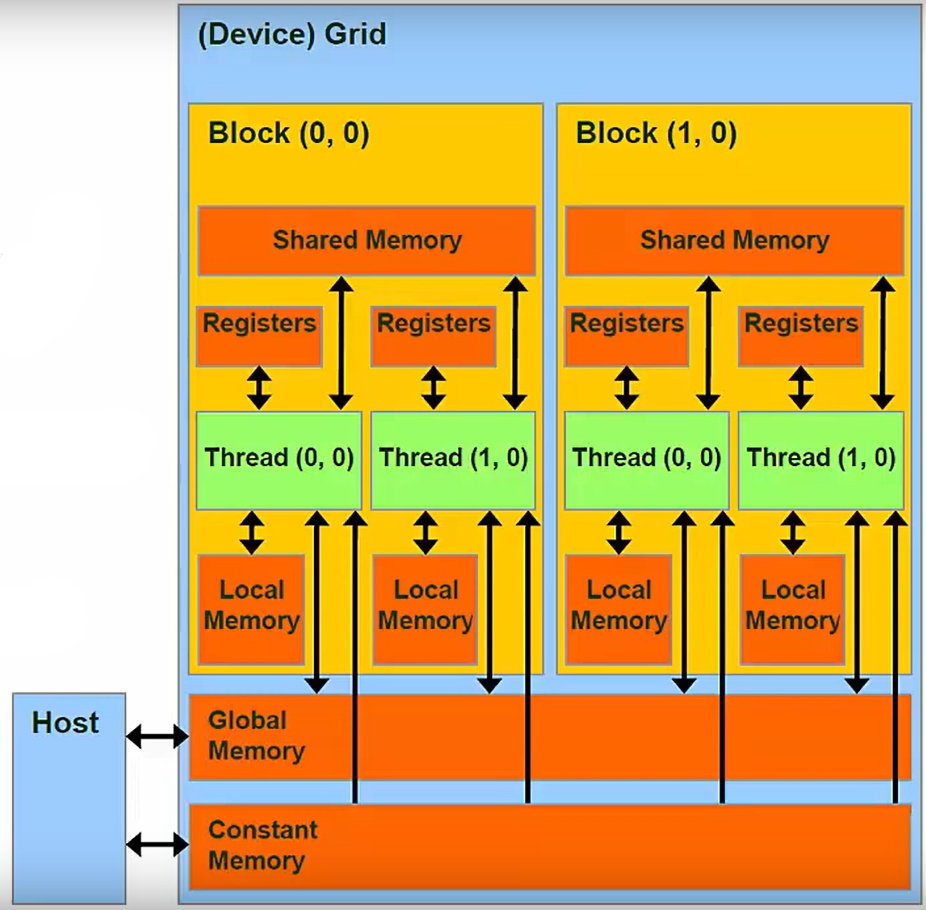 (Device) Grid
Block (0, 0)
Block (1, 0)
Shared Memory
Shared Memory
Registers
Registers
Registers
Registers
Thread (0, 0)
Thread (1, 0)
Thread (0, 0)
Thread (1, 0)
Local
Memory
Local
Memory
Local
Memory
Local
Memory
Host
Global
Memory
Constant
Memory